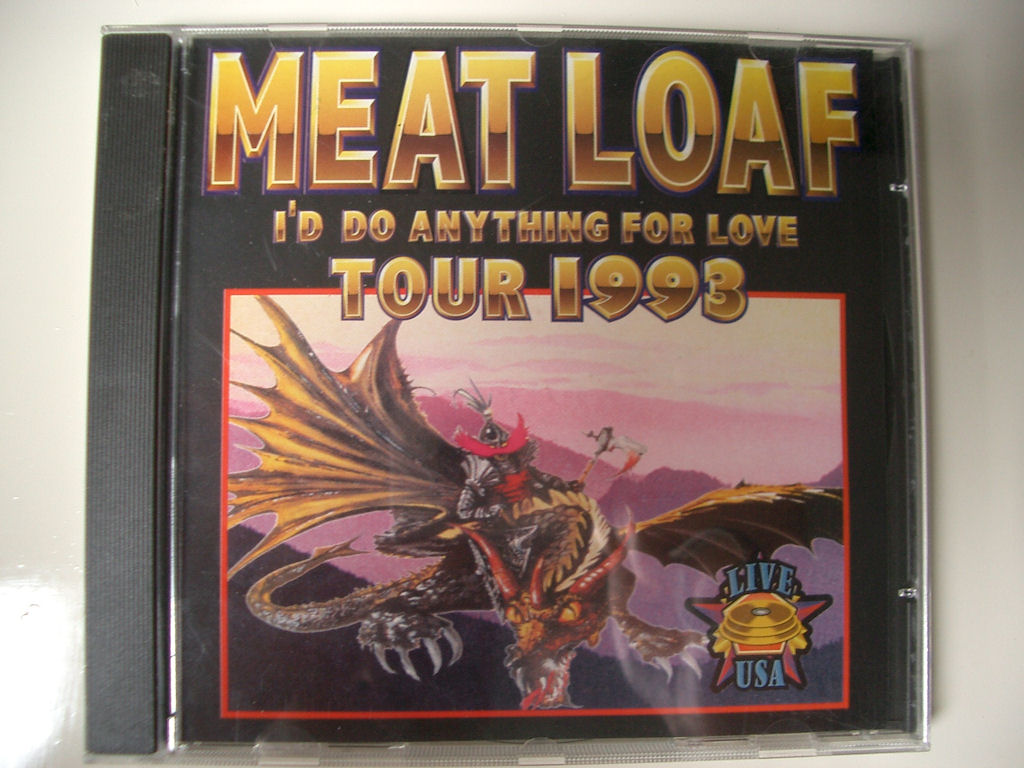 MEAT LOAF
I'D DO ANYTHING FOR LOVE
TOUR 1993
LIVE
USA